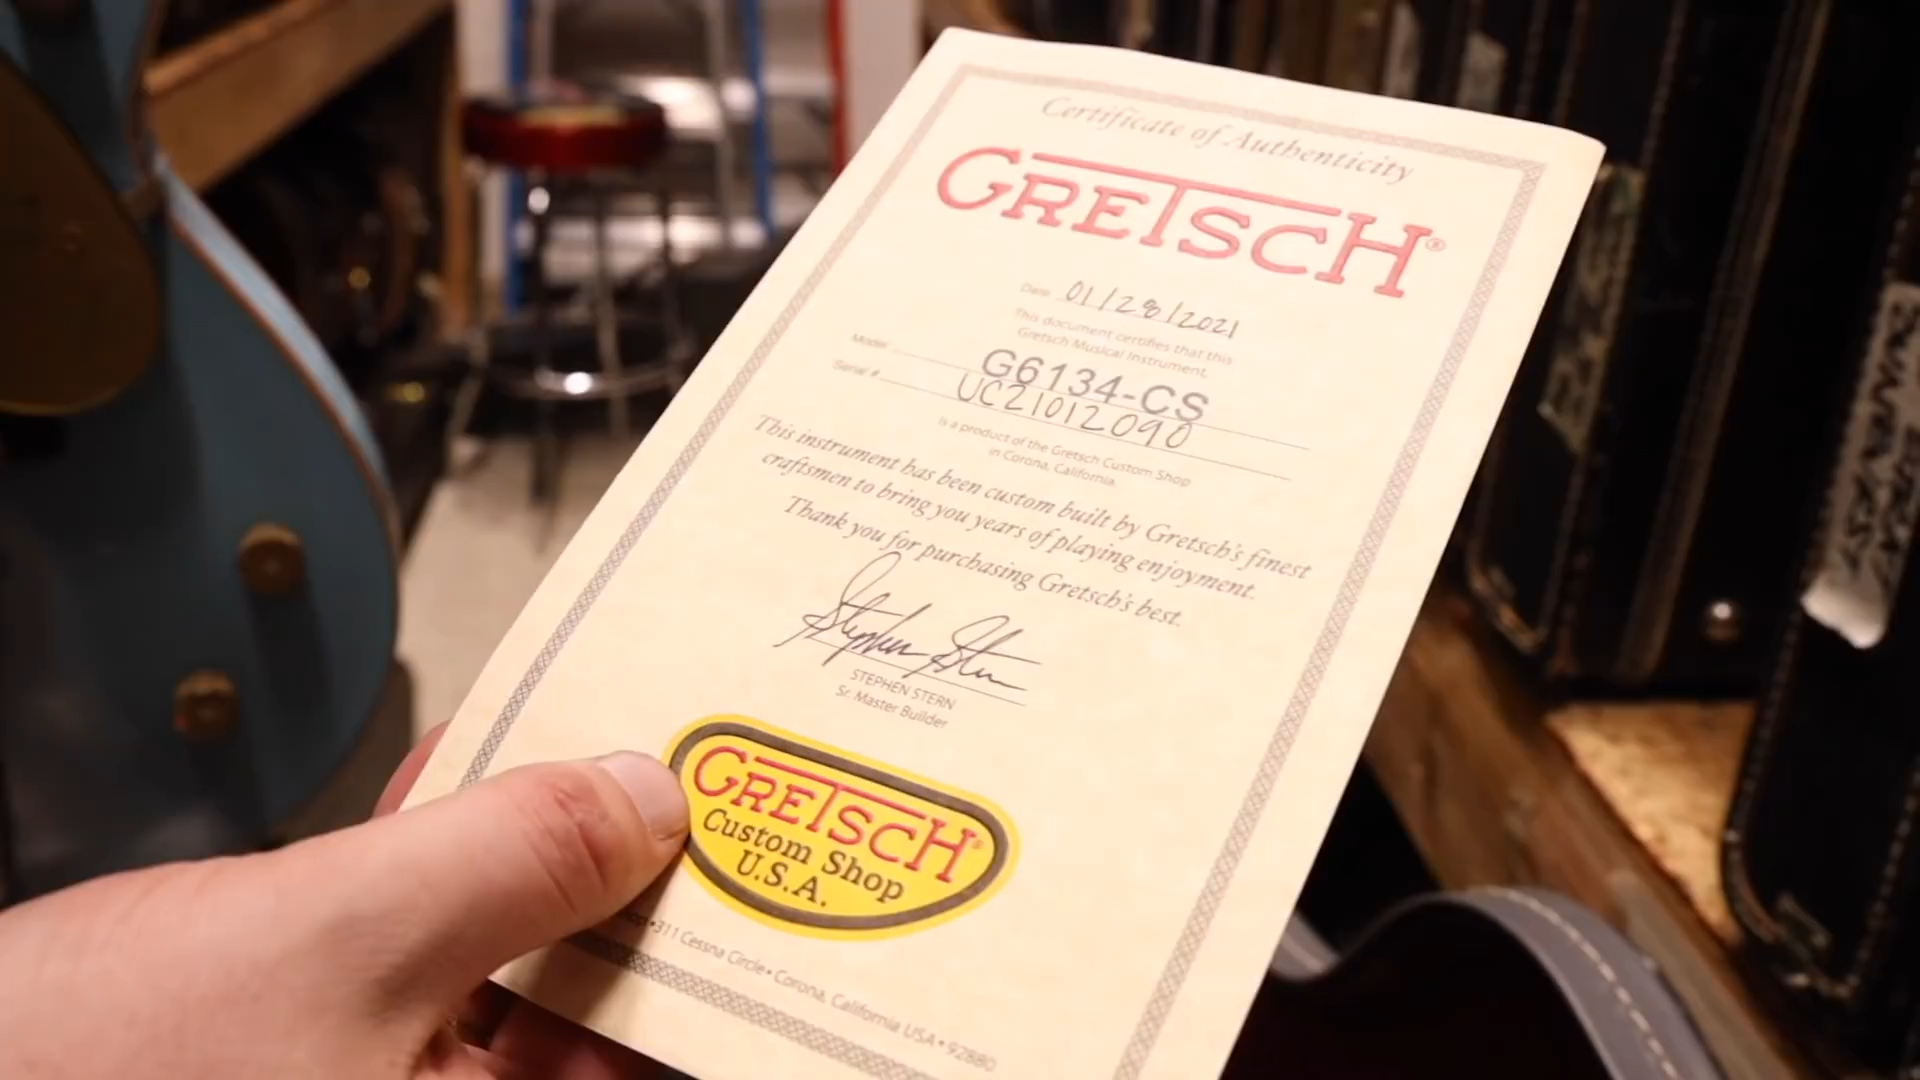 Certificate of Authenticity
GRETSCH®
Date 01/28/2021
This document certifies that this
Gretsch Musical Instrument,
Model G6134-CS
Serial # UC21012090
is a product of the Gretsch Custom Shop
in Corona, California.
This instrument has been custom built by Gretsch's finest
craftsmen to bring you years of playing enjoyment.
Thank you for purchasing Gretsch's best.
Stephen Stern
STEPHEN STERN
Sr. Master Builder
GRETSCH®
Custom Shop
U.S.A.
•311 Cessna Circle•Corona, California USA•92880